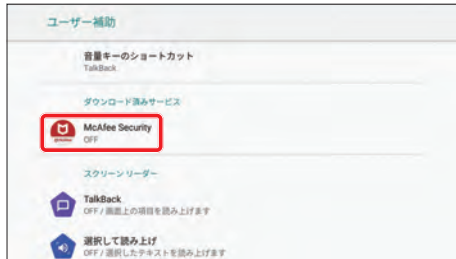 ユーザー補助
音量キーのショートカット
TalkBack
ダウンロード済みサービス
McAfee Security
OFF
スクリーン リーダー
TalkBack
OFF / 画面上の項目を読み上げます
選択して読み上げ
OFF / 選択したテキストを読み上げます